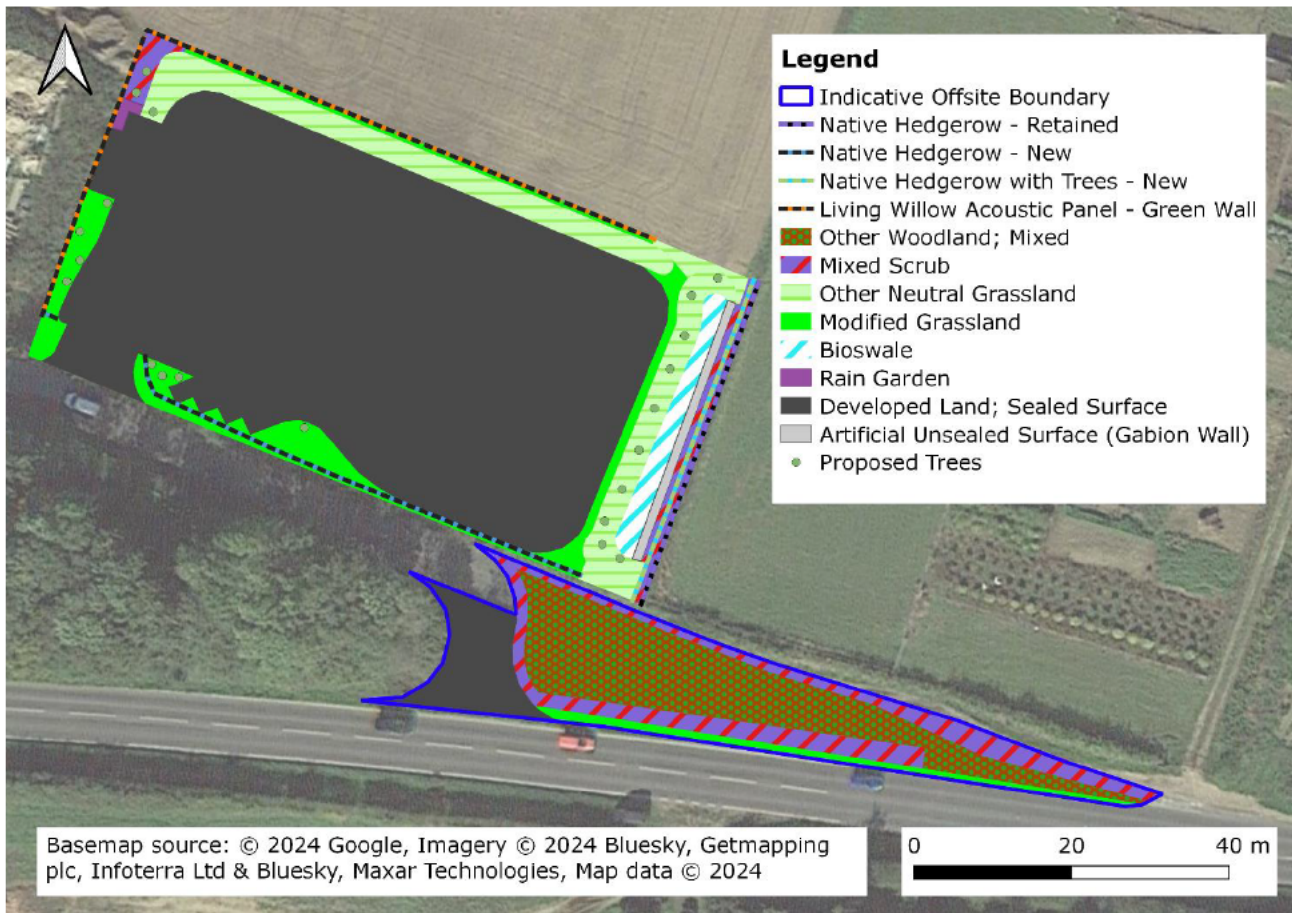 Legend
Indicative Offsite Boundary
Native Hedgerow - Retained
Native Hedgerow - New
Native Hedgerow with Trees - New
Living Willow Acoustic Panel - Green Wall
Other Woodland; Mixed
Mixed Scrub
Other Neutral Grassland
Modified Grassland
Bioswale
Rain Garden
Developed Land; Sealed Surface
Artificial Unsealed Surface (Gabion Wall)
Proposed Trees
Basemap source: © 2024 Google, Imagery © 2024 Bluesky, Getmapping
plc, Infoterra Ltd & Bluesky, Maxar Technologies, Map data © 2024
0 20 40 m